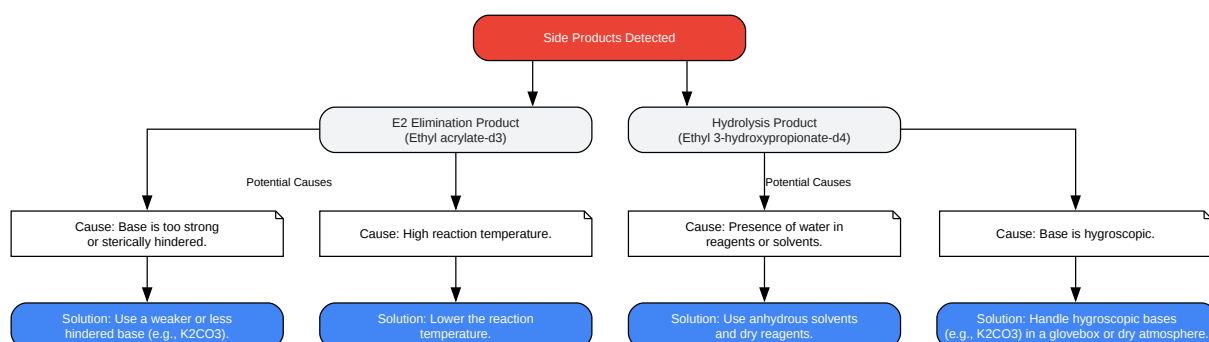 Side Products Detected
E2 Elimination Product
(Ethyl acrylate-d3)
Hydrolysis Product
(Ethyl 3-hydroxypropionate-d4)
Potential Causes
Potential Causes
Cause: Base is too strong
or sterically hindered.
Cause: High reaction temperature.
Cause: Presence of water in
reagents or solvents.
Cause: Base is hygroscopic.
Solution: Use a weaker or less
hindered base (e.g., K2CO3).
Solution: Lower the reaction
temperature.
Solution: Use anhydrous solvents
and dry reagents.
Solution: Handle hygroscopic bases
(e.g., K2CO3) in a glovebox or dry atmosphere.